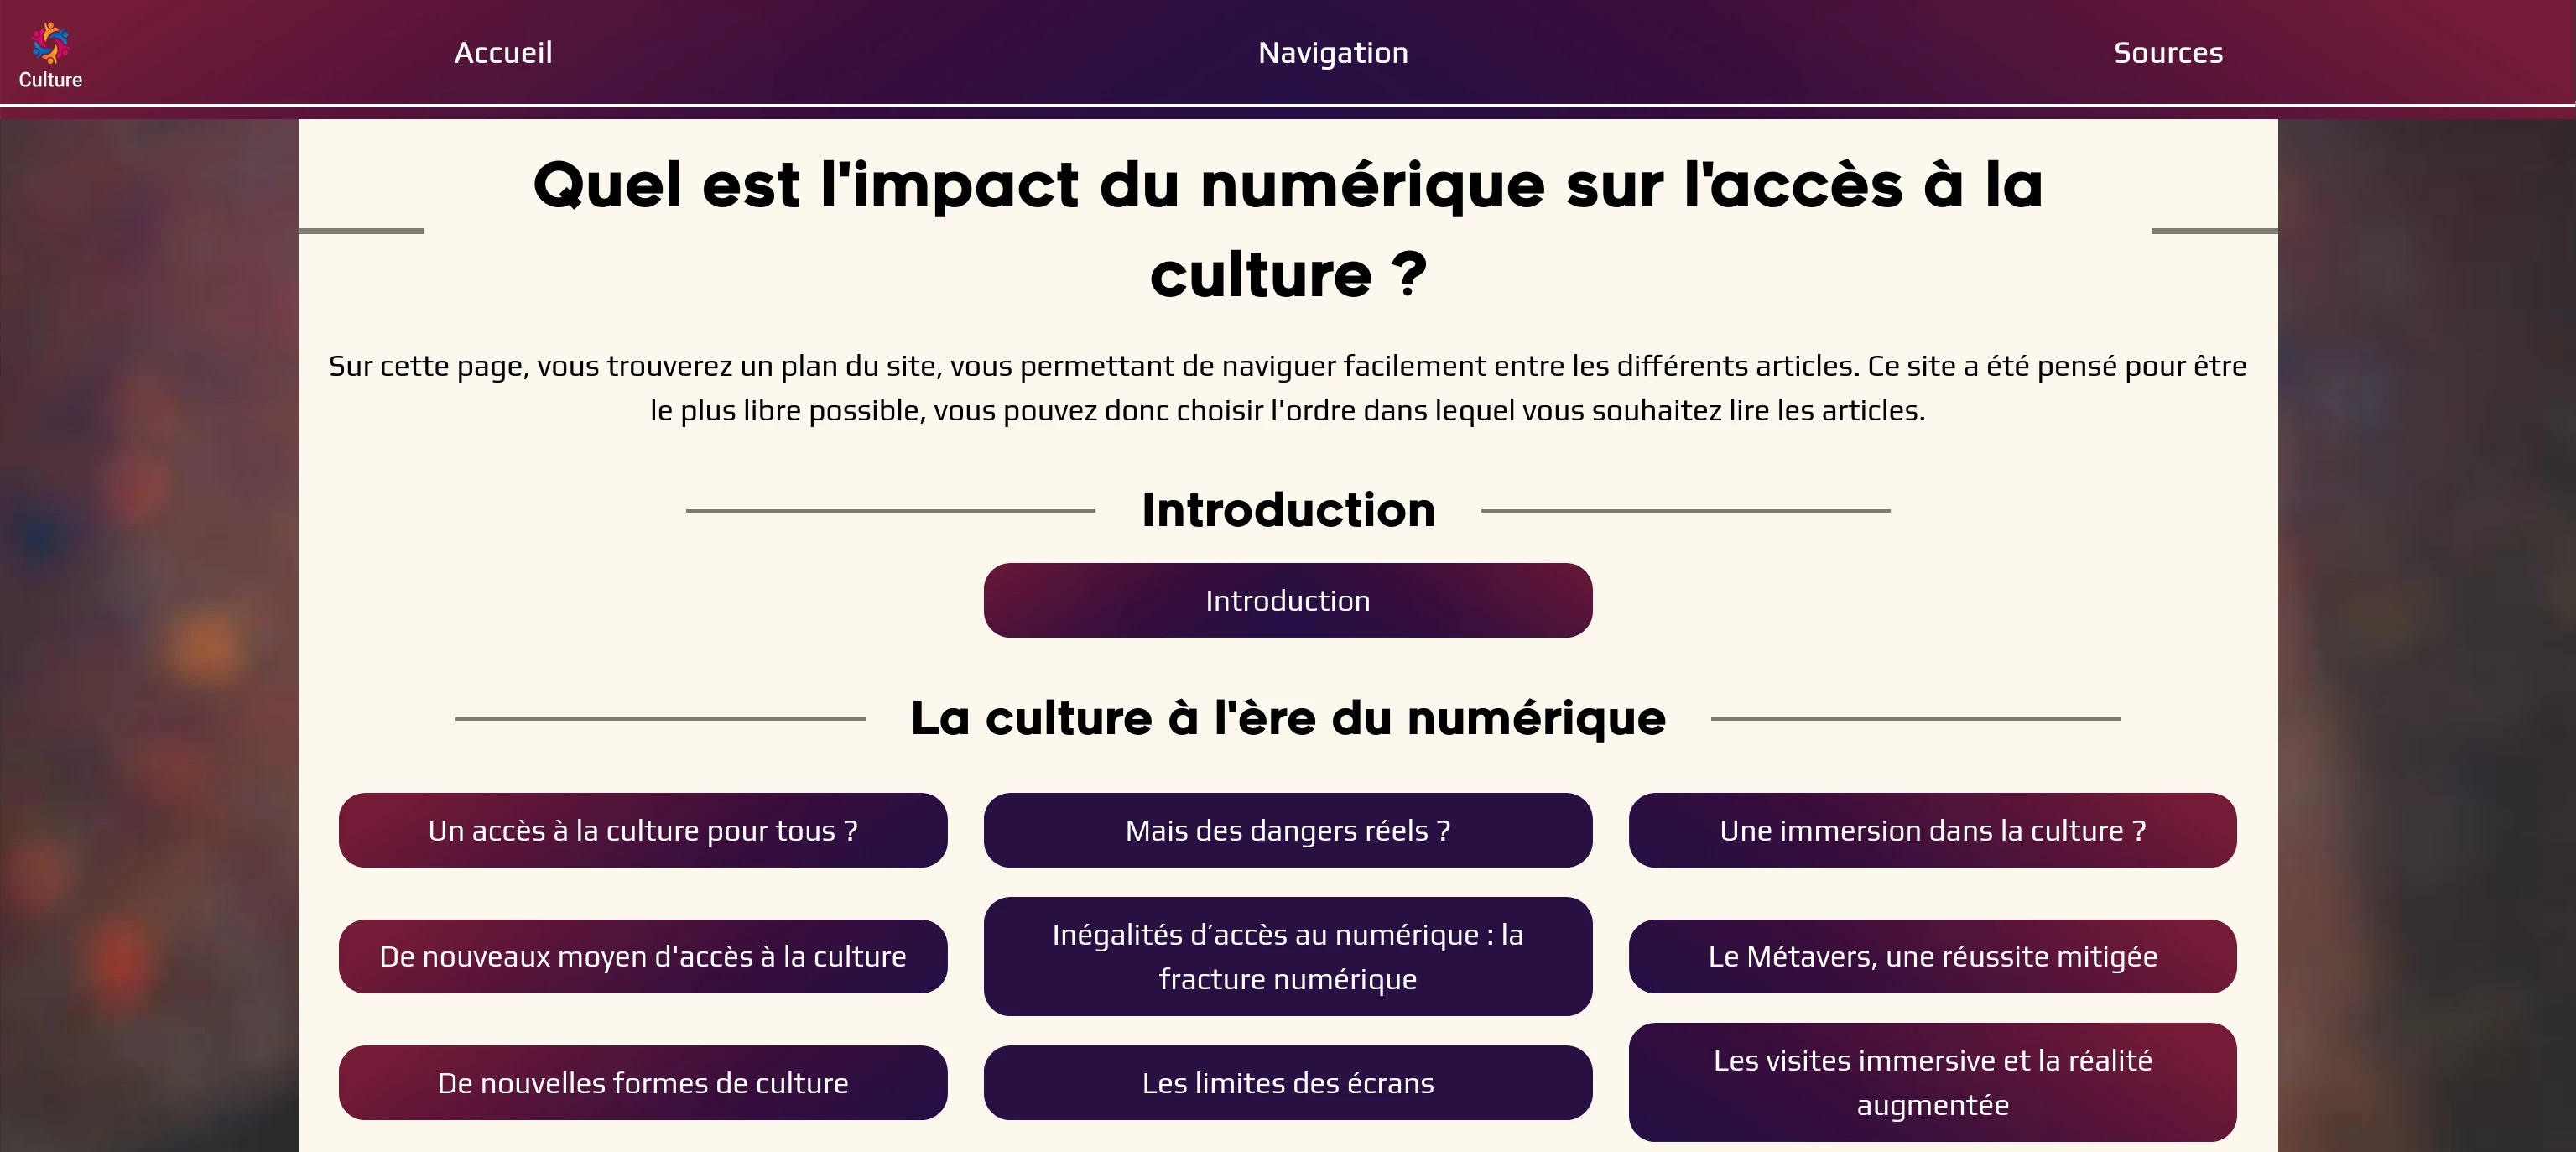 Culture
Accueil
Navigation
Sources
Quel est l'impact du numérique sur l'accès à la
culture ?
Sur cette page, vous trouverez un plan du site, vous permettant de naviguer facilement entre les différents articles. Ce site a été pensé pour être
le plus libre possible, vous pouvez donc choisir l'ordre dans lequel vous souhaitez lire les articles.
Introduction
Introduction
La culture à l'ère du numérique
Un accès à la culture pour tous ?
Mais des dangers réels ?
Une immersion dans la culture ?
De nouveaux moyen d'accès à la culture
Inégalités d’accès au numérique : la
fracture numérique
Le Métavers, une réussite mitigée
De nouvelles formes de culture
Les limites des écrans
Les visites immersive et la réalité
augmentée